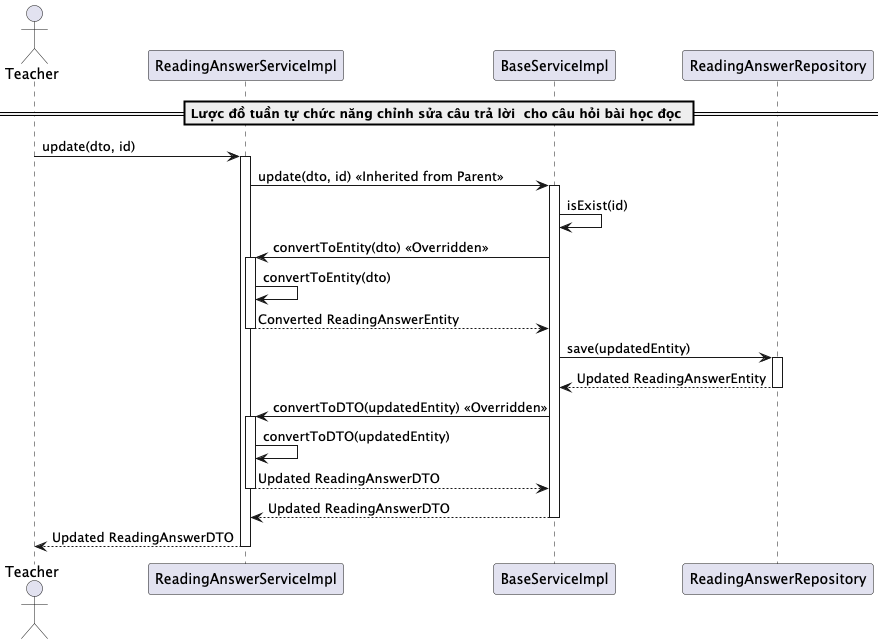 Teacher
ReadingAnswerServiceImpl
BaseServiceImpl
ReadingAnswerRepository
Lược đồ tuần tự chức năng chỉnh sửa câu trả lời cho câu hỏi bài học đọc
update(dto, id)
update(dto, id) «Inherited from Parent»
isExist(id)
convertToEntity(dto) «Overridden»
convertToEntity(dto)
Converted ReadingAnswerEntity
save(updatedEntity)
Updated ReadingAnswerEntity
convertToDTO(updatedEntity) «Overridden»
convertToDTO(updatedEntity)
Updated ReadingAnswerDTO
Updated ReadingAnswerDTO
Updated ReadingAnswerDTO
Teacher
ReadingAnswerServiceImpl
BaseServiceImpl
ReadingAnswerRepository